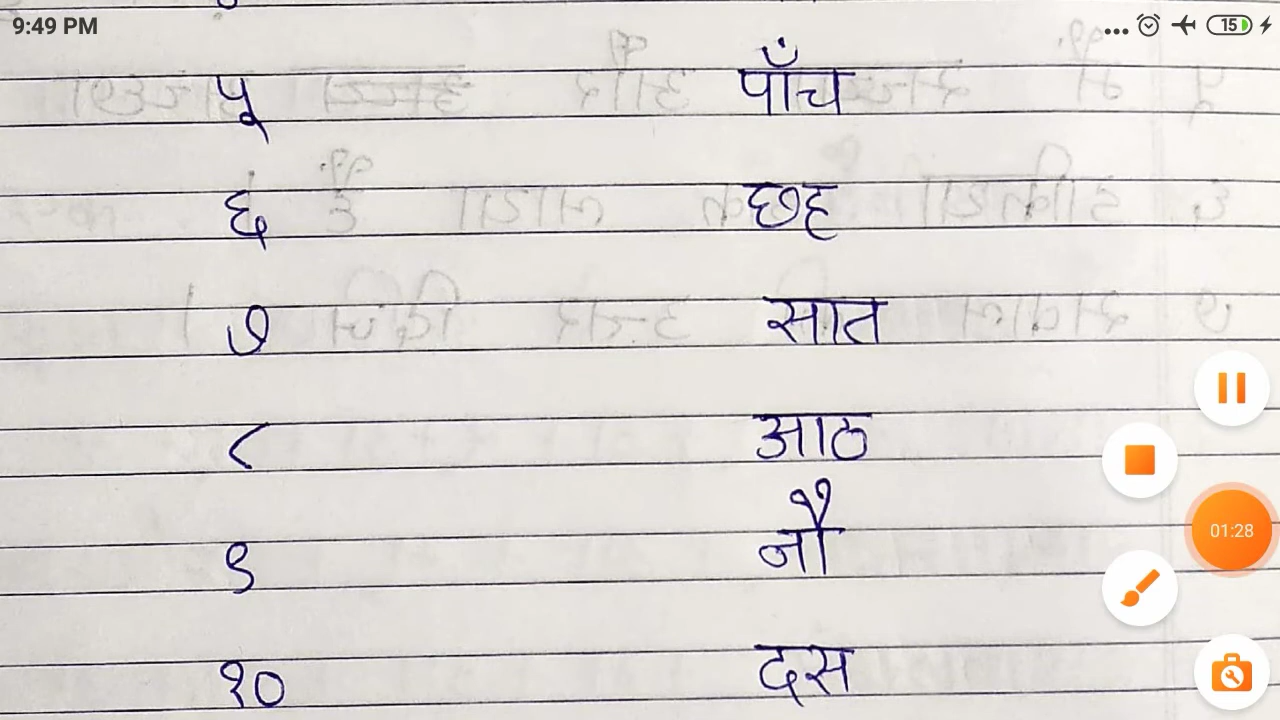 9:49 PM ... 15
५ पाँच
६ छह
७ सात
८ आठ
९ नौ
१० दस
01:28